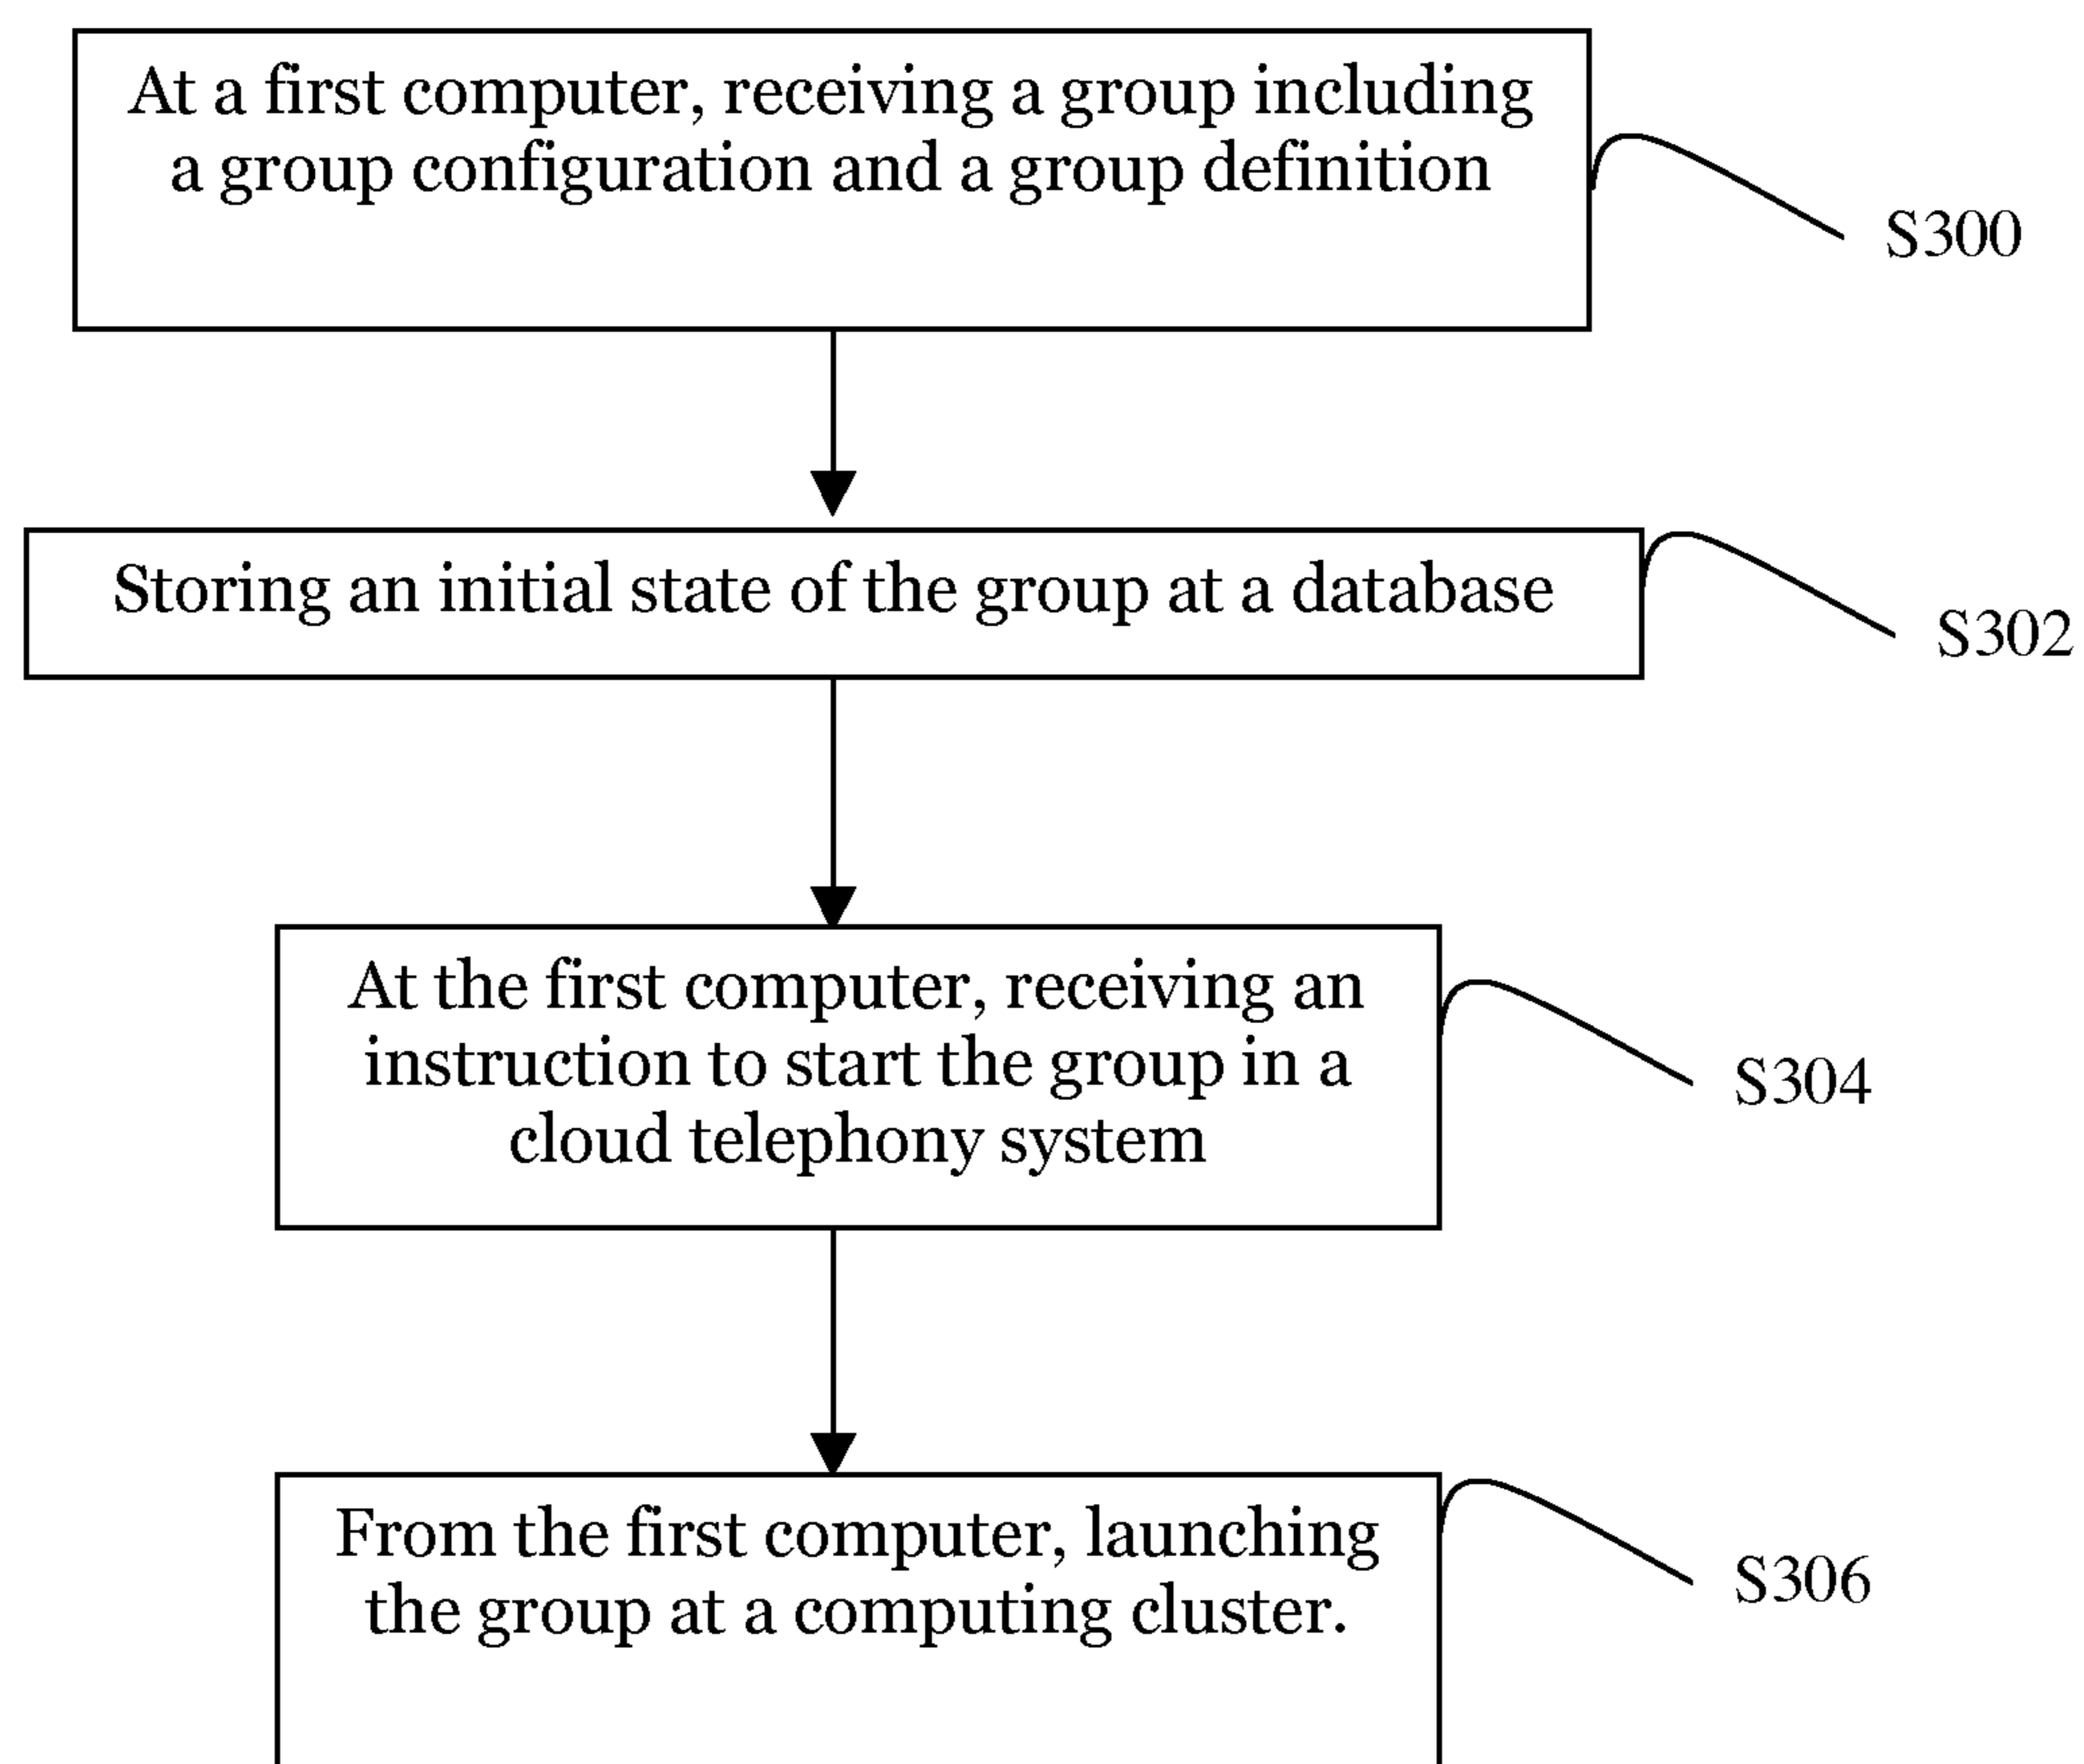 At a first computer, receiving a group including
a group configuration and a group definition
S300
Storing an initial state of the group at a database
S302
At the first computer, receiving an
instruction to start the group in a
cloud telephony system
S304
From the first computer, launching
the group at a computing cluster.
S306